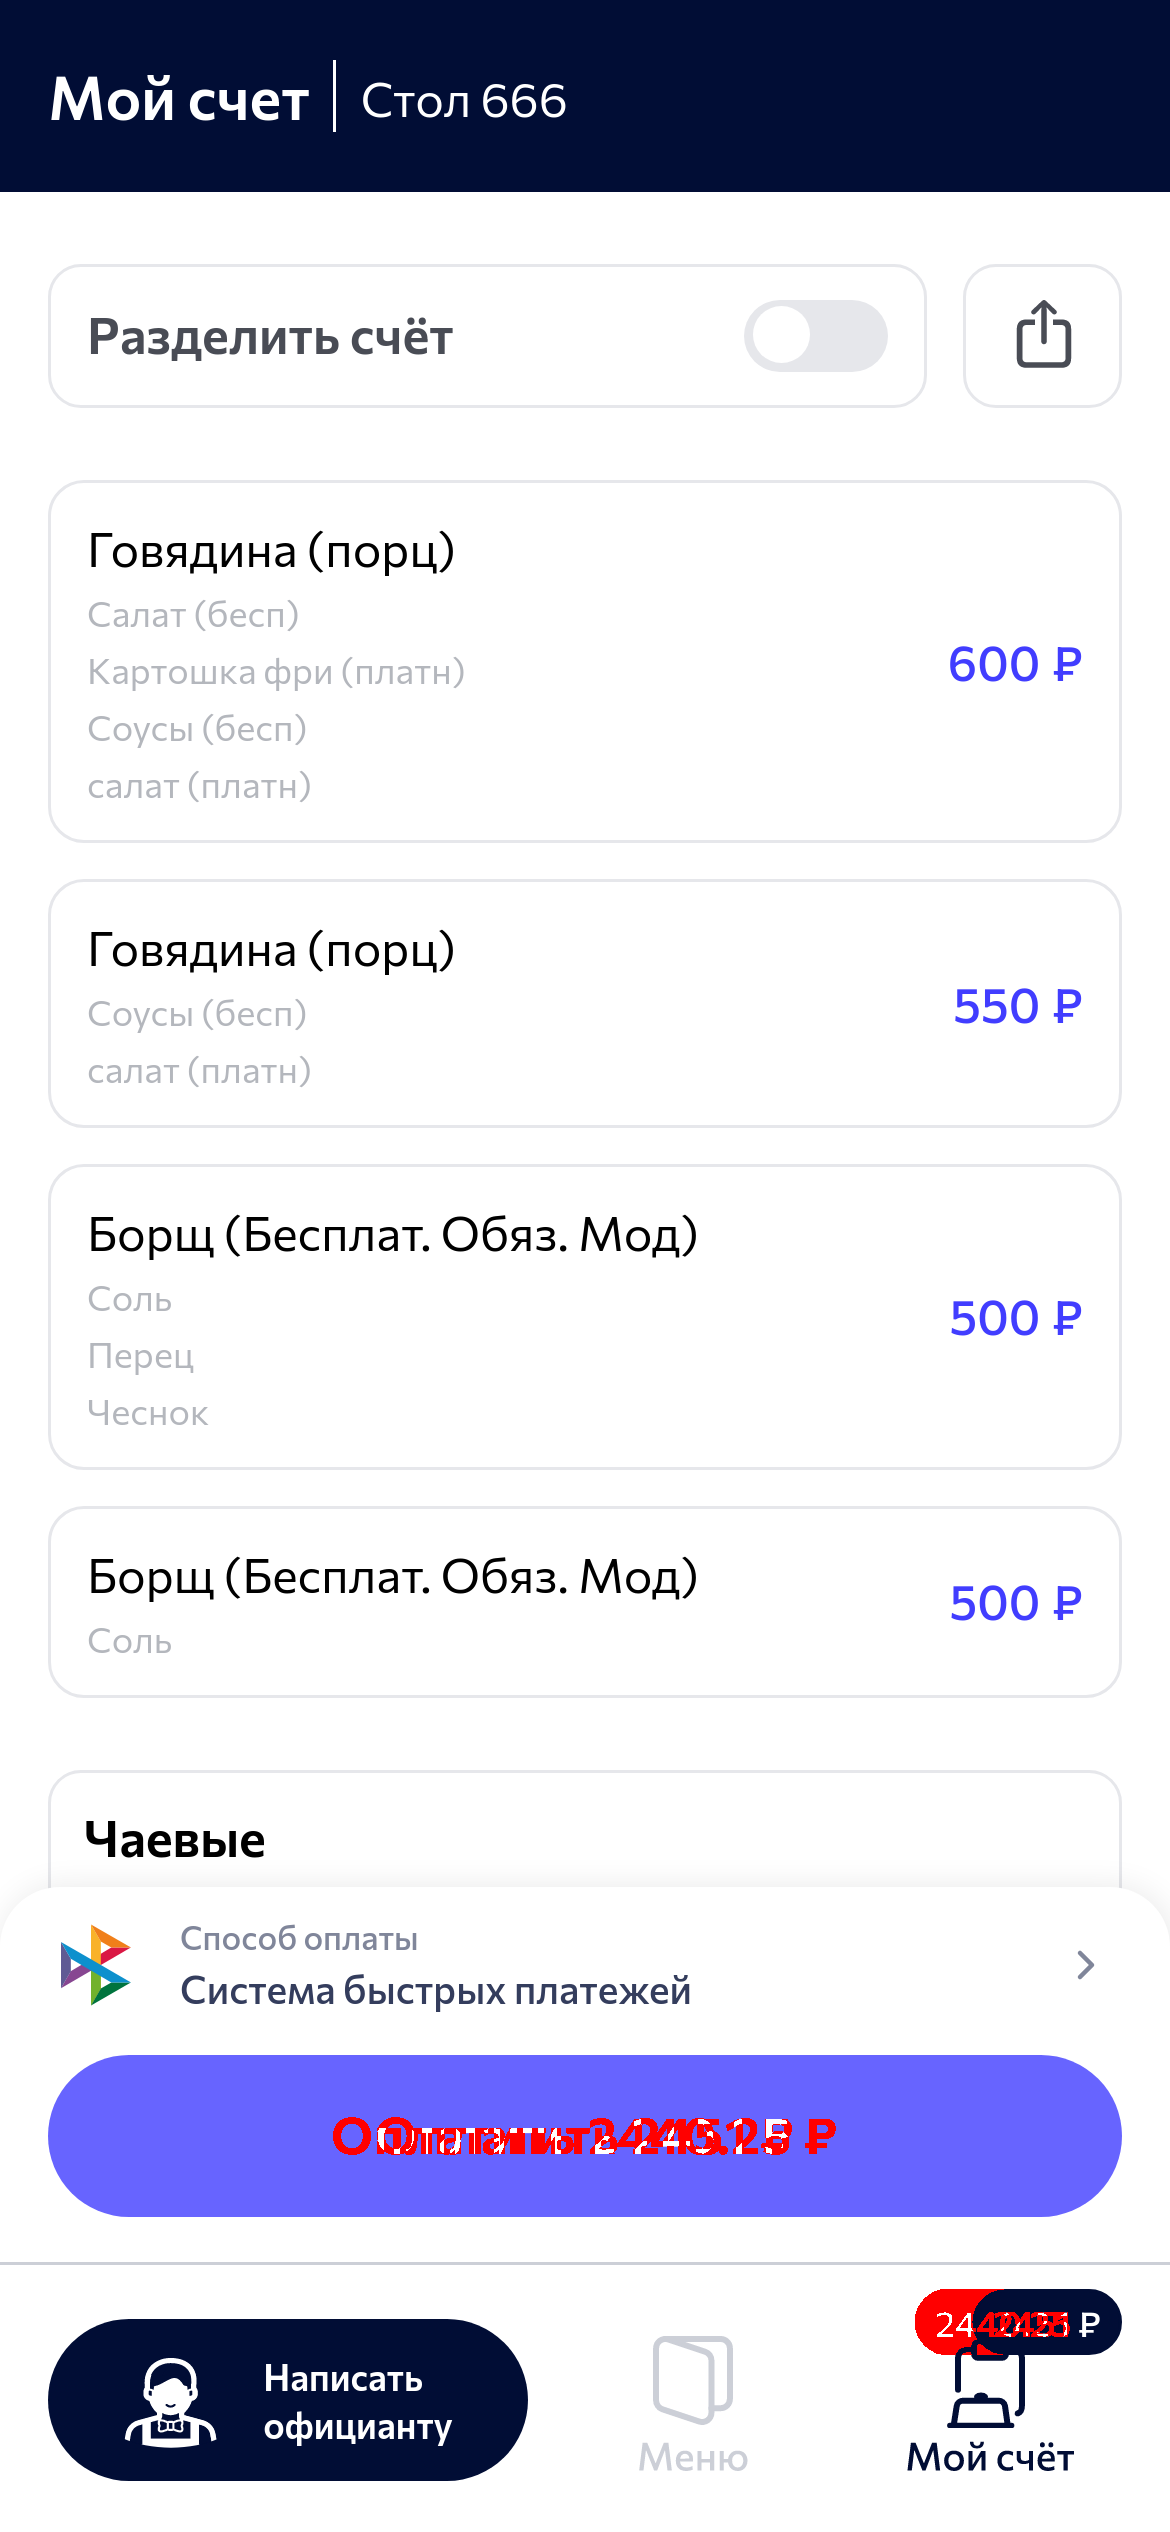 Мой счет
Стол 666
Разделить счёт
Говядина (порц)
Салат (бесп)
Картошка фри (платн)
600 ₽
Соусы (бесп)
салат (платн)
Говядина (порц)
Соусы (бесп)
550 ₽
салат (платн)
Борщ (Бесплат. Обяз. Мод)
Соль
500 ₽
Перец
Чеснок
Борщ (Бесплат. Обяз. Мод)
500 ₽
Соль
Чаевые
Способ оплаты
Система быстрых платежей
₽
Написать
официанту
₽
Меню
Мой счёт